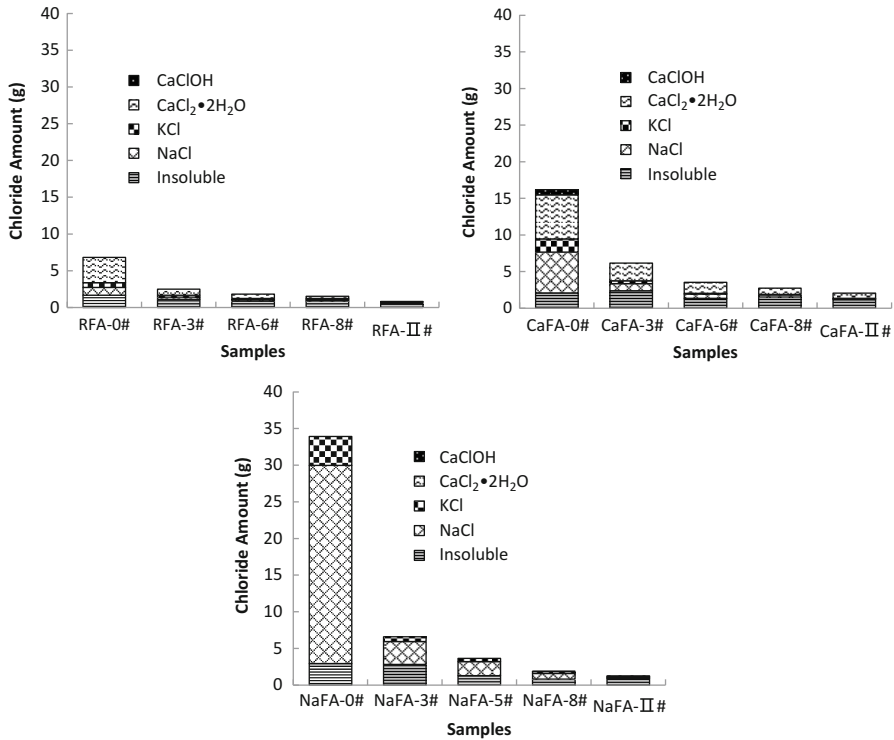 40
35
30
25
20
15
10
5
0
Chloride Amount (g)
CaClOH
CaCl₂•2H₂O
KCl
NaCl
Insoluble
RFA-0# RFA-3# RFA-6# RFA-8# RFA-Ⅱ#
Samples
40
35
30
25
20
15
10
5
0
Chloride Amount (g)
CaClOH
CaCl₂•2H₂O
KCl
NaCl
Insoluble
CaFA-0# CaFA-3# CaFA-6# CaFA-8# CaFA-Ⅱ#
Samples
40
35
30
25
20
15
10
5
0
Chloride Amount (g)
CaClOH
CaCl₂•2H₂O
KCl
NaCl
Insoluble
NaFA-0# NaFA-3# NaFA-5# NaFA-8# NaFA-Ⅱ#
Samples